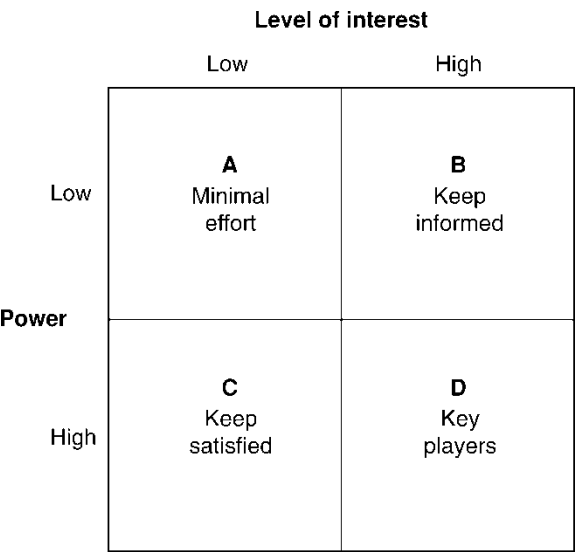 Level of interest
Low High
A B
Low
Minimal Keep
effort informed
Power
C D
Keep Key
High
satisfied players